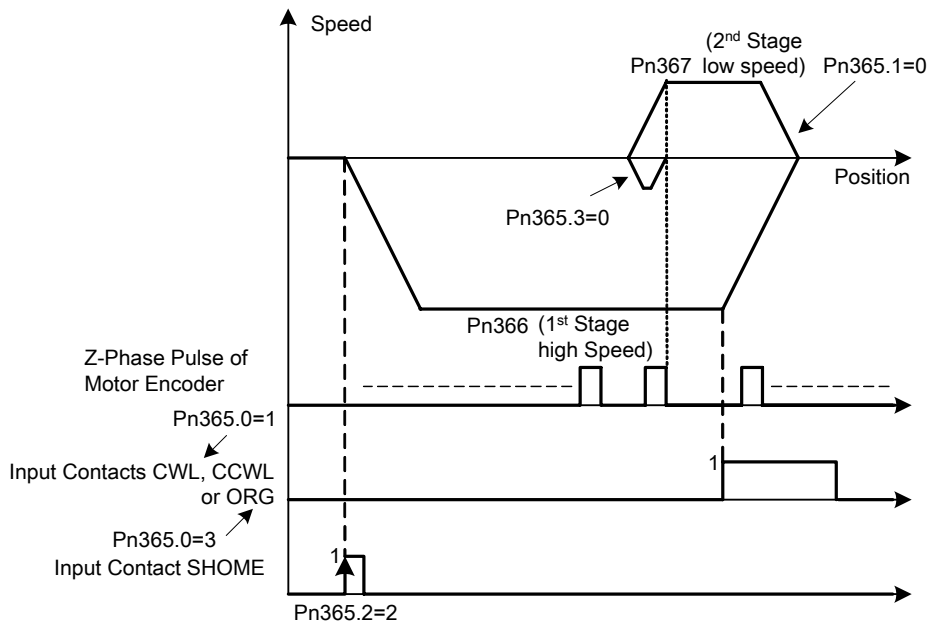 Speed
(2nd Stage
low speed)
Pn367
Pn365.1=0
Position
Pn365.3=0
Pn366
(1st Stage
high Speed)
Z-Phase Pulse of
Motor Encoder
Pn365.0=1
Input Contacts CWL, CCWL
or ORG
1
Pn365.0=3
Input Contact SHOME
1
Pn365.2=2